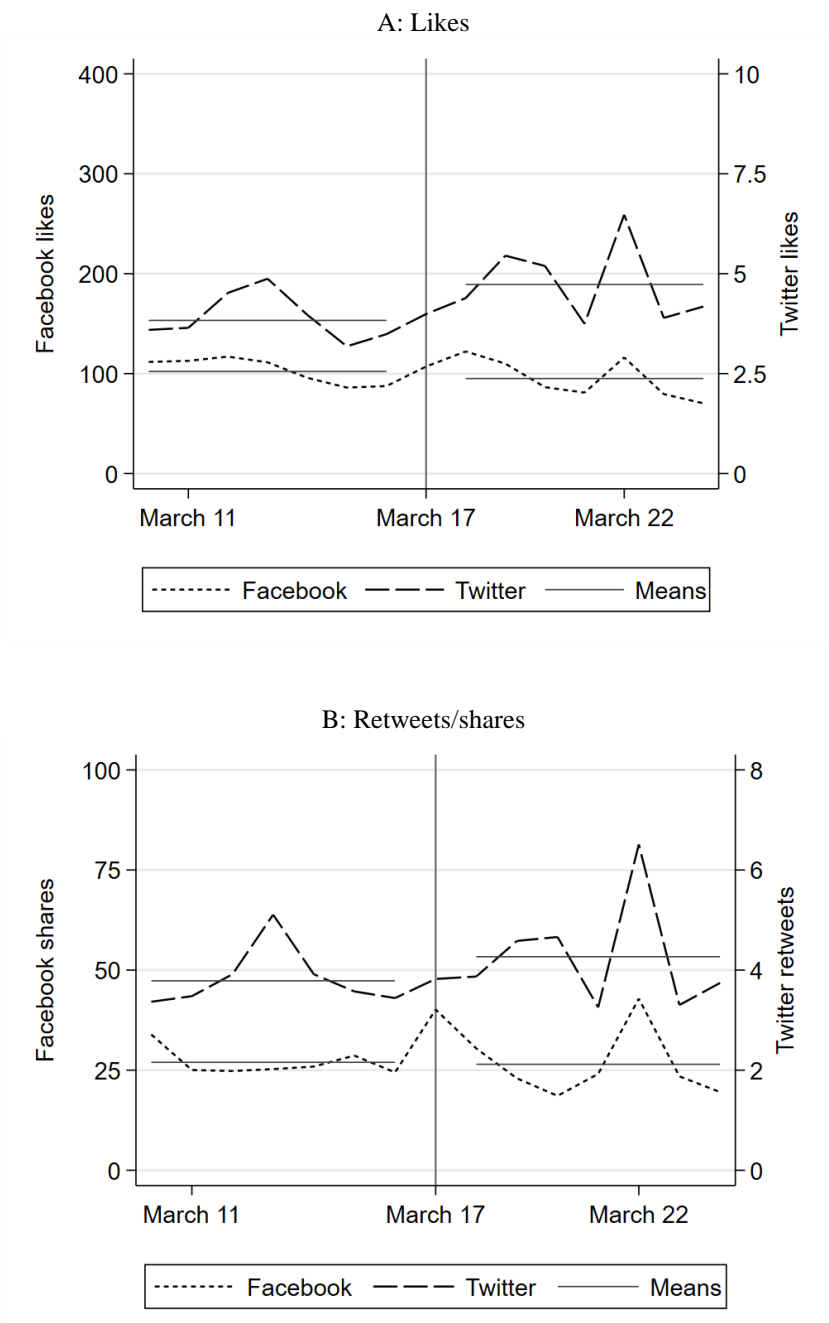 A: Likes
400
300
200
100
0
Facebook likes
10
7.5
5
2.5
0
Twitter likes
March 11 March 17 March 22
Facebook Twitter Means
B: Retweets/shares
100
75
50
25
0
Facebook shares
8
6
4
2
0
Twitter retweets
March 11 March 17 March 22
Facebook Twitter Means